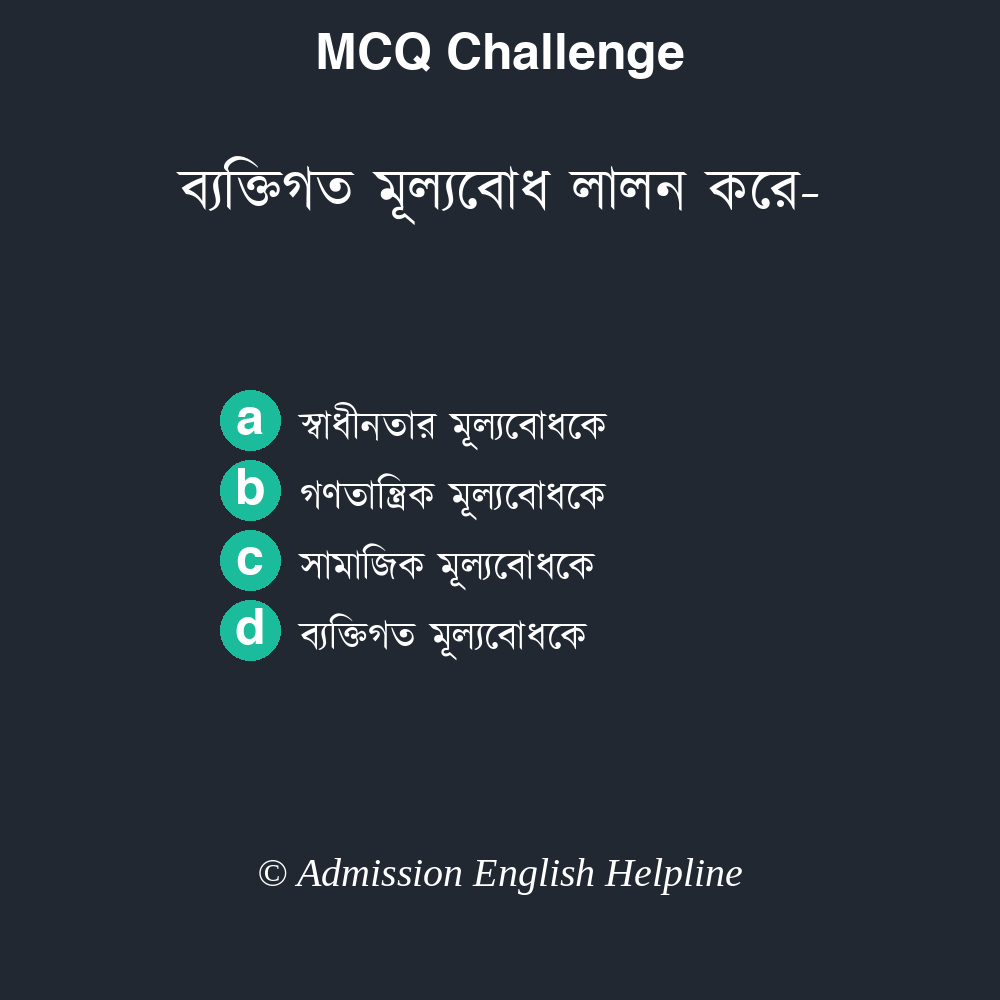 MCQ Challenge
ব্যক্তিগত মূল্যবোধ লালন করে-
a স্বাধীনতার মূল্যবোধকে
b গণতান্ত্রিক মূল্যবোধকে
c সামাজিক মূল্যবোধকে
d ব্যক্তিগত মূল্যবোধকে
© Admission English Helpline